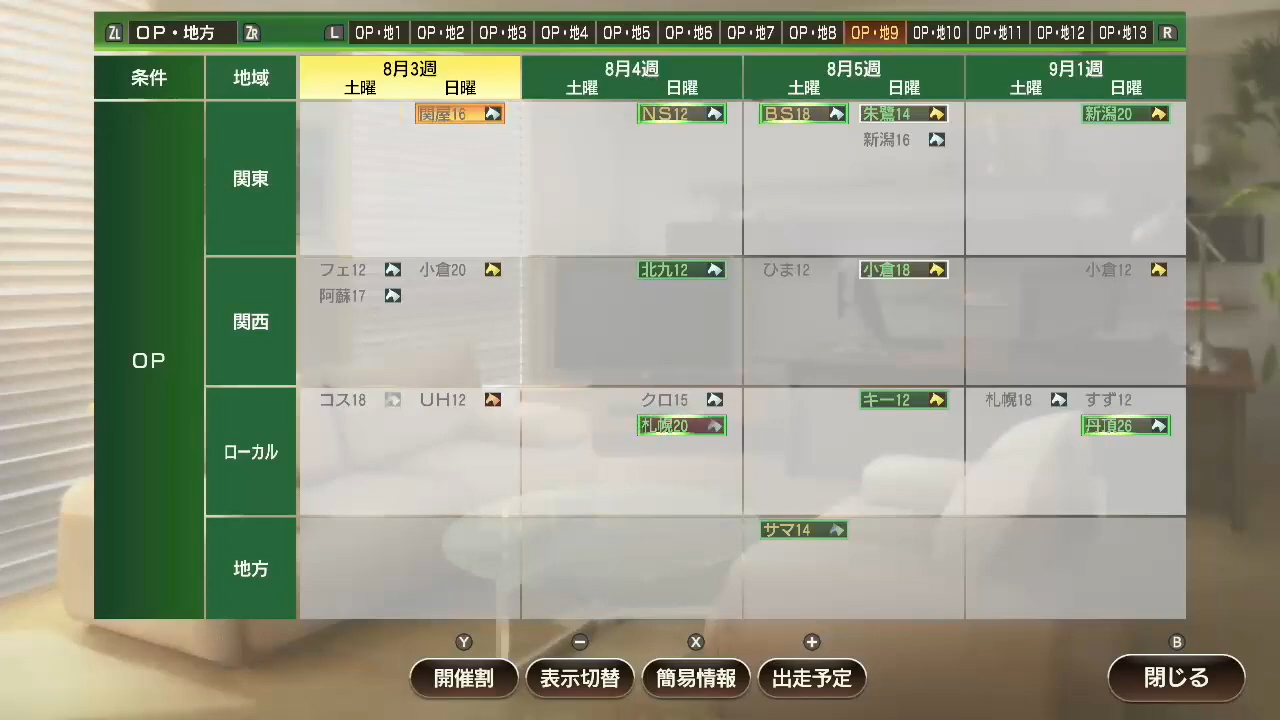 ZL OP・地方 ZR L OP・地1 OP・地2 OP・地3 OP・地4 OP・地5 OP・地6 OP・地7 OP・地8 OP・地9 OP・地10 OP・地11 OP・地12 OP・地13 R
条件 地域 8月3週 8月4週 8月5週 9月1週
土曜 日曜 土曜 日曜 土曜 日曜 土曜 日曜
関屋16 NS12 BS18 朱鷺14 新潟20
新潟16
関東
フェ12 小倉20 北九12 ひま12 小倉18 小倉12
阿蘇17
関西
OP
コス18 UH12 クロ15 キー12 札幌18 すず12
札幌20 丹頂26
ローカル
サマ14
地方
Y − X + B
開催割 表示切替 簡易情報 出走予定 閉じる